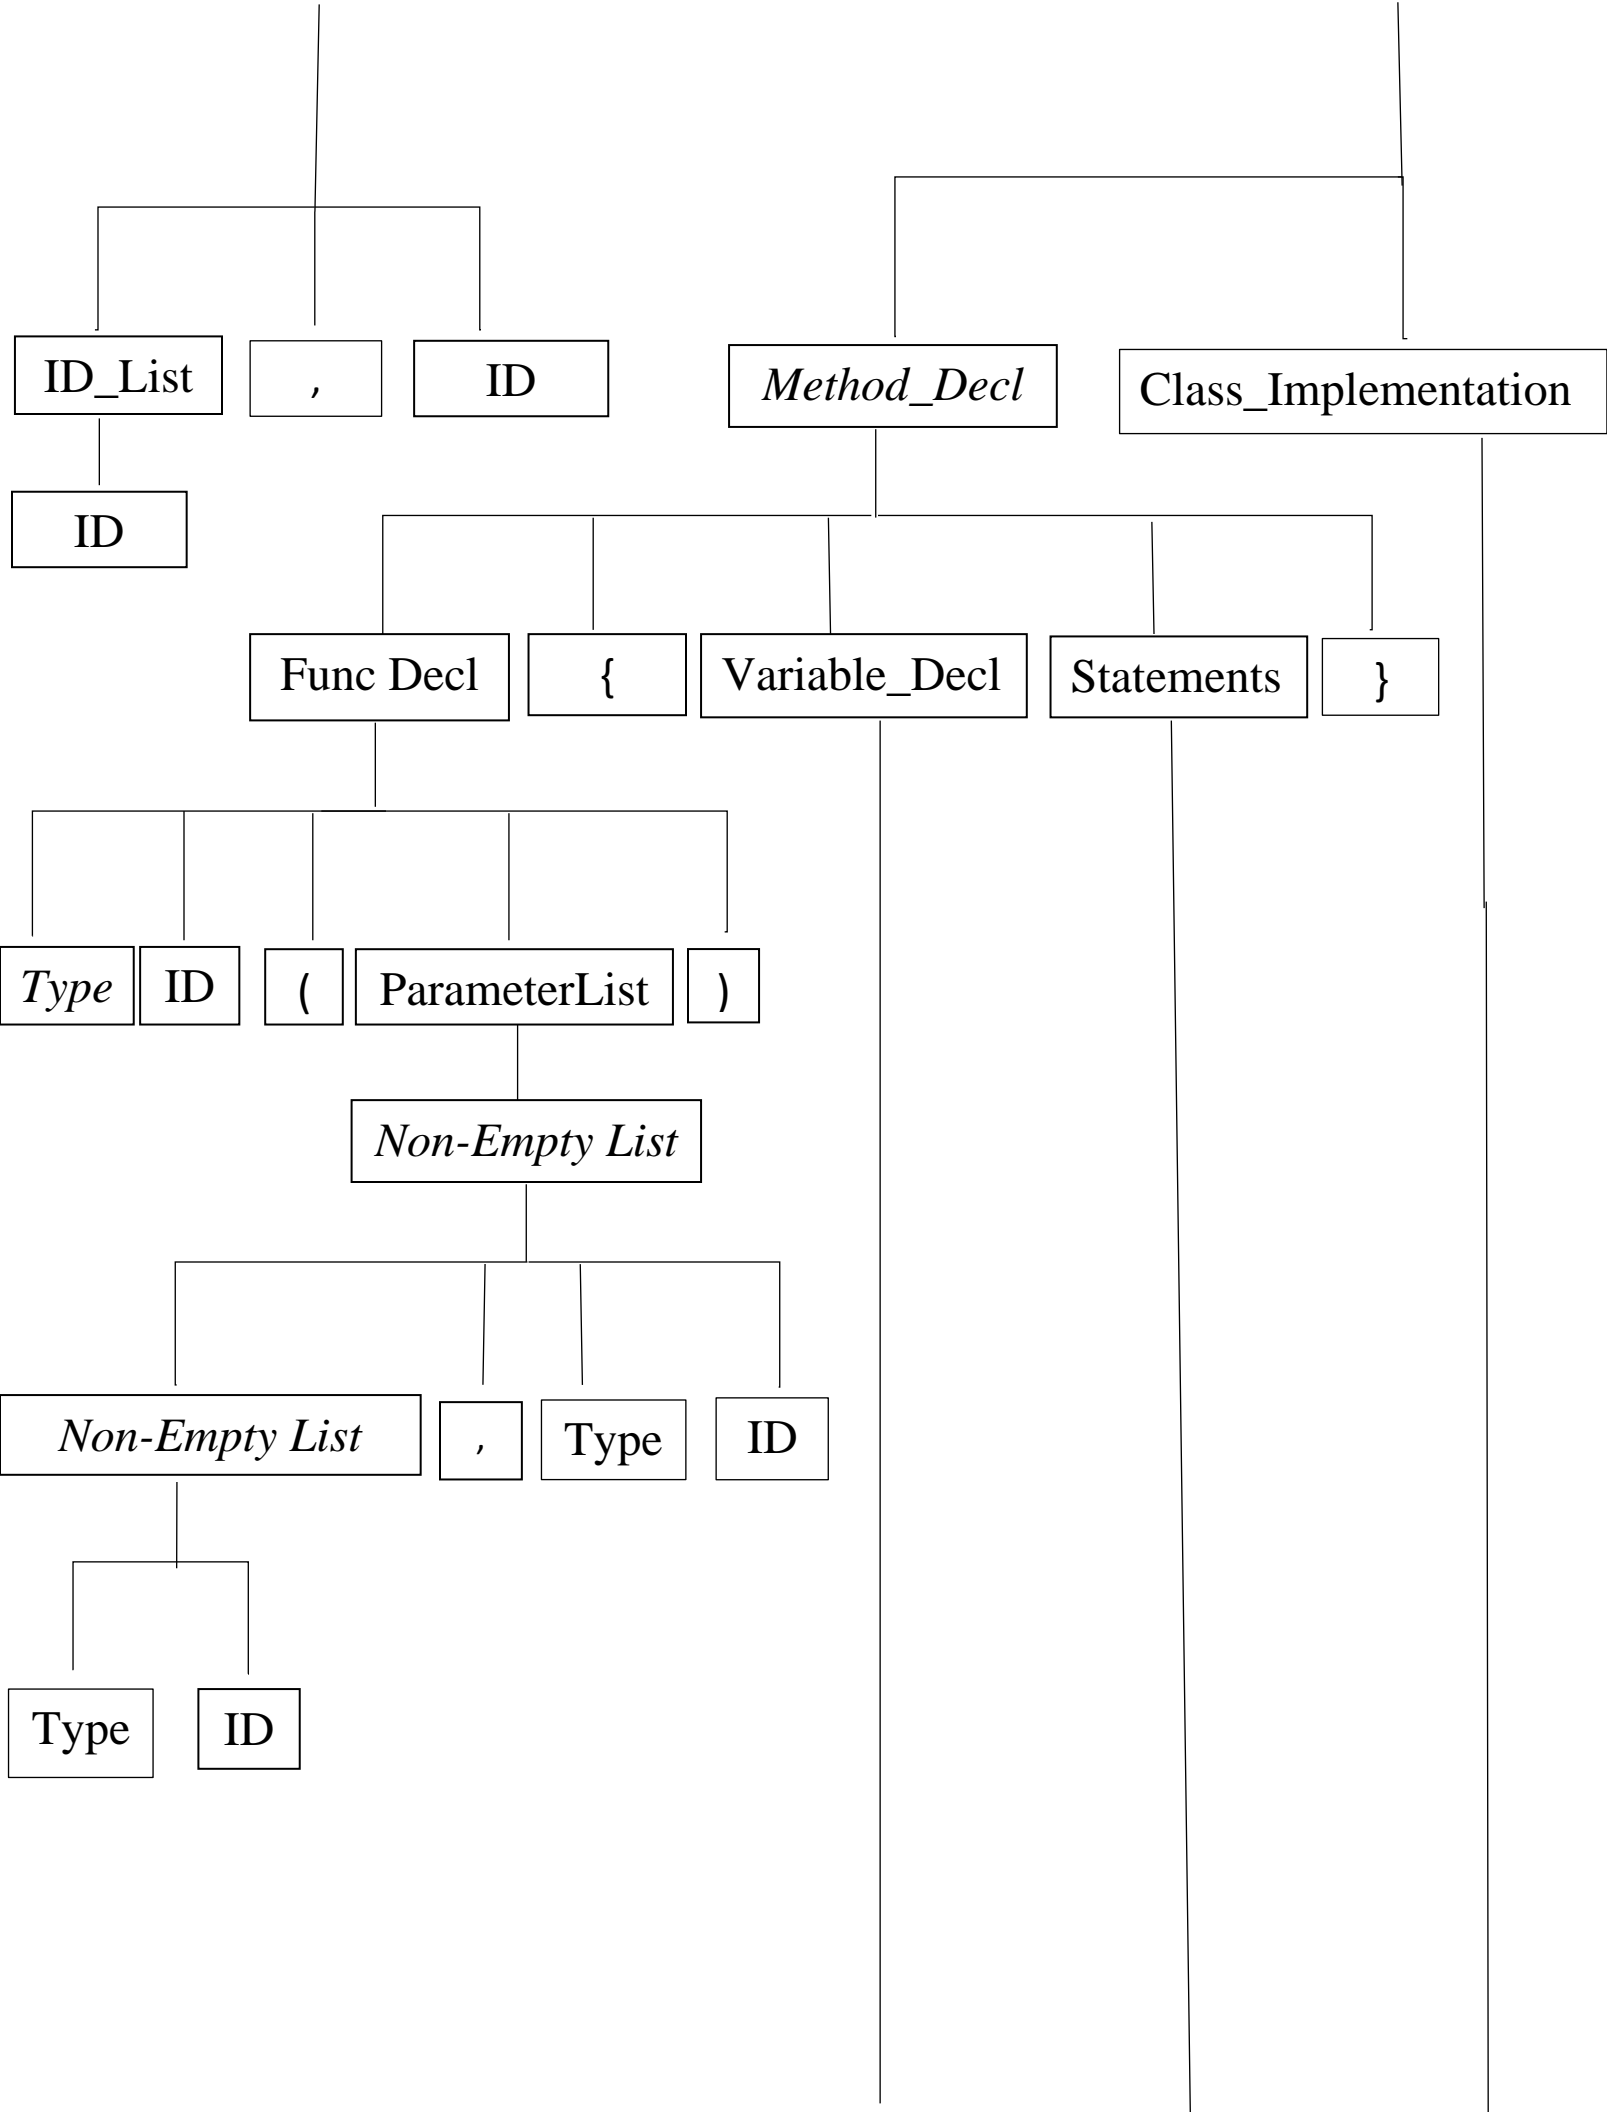 ID_List , ID Method_Decl Class_Implementation
ID
Func Decl { Variable_Decl Statements }
Type ID ( ParameterList )
Non-Empty List
Non-Empty List , Type ID
Type ID